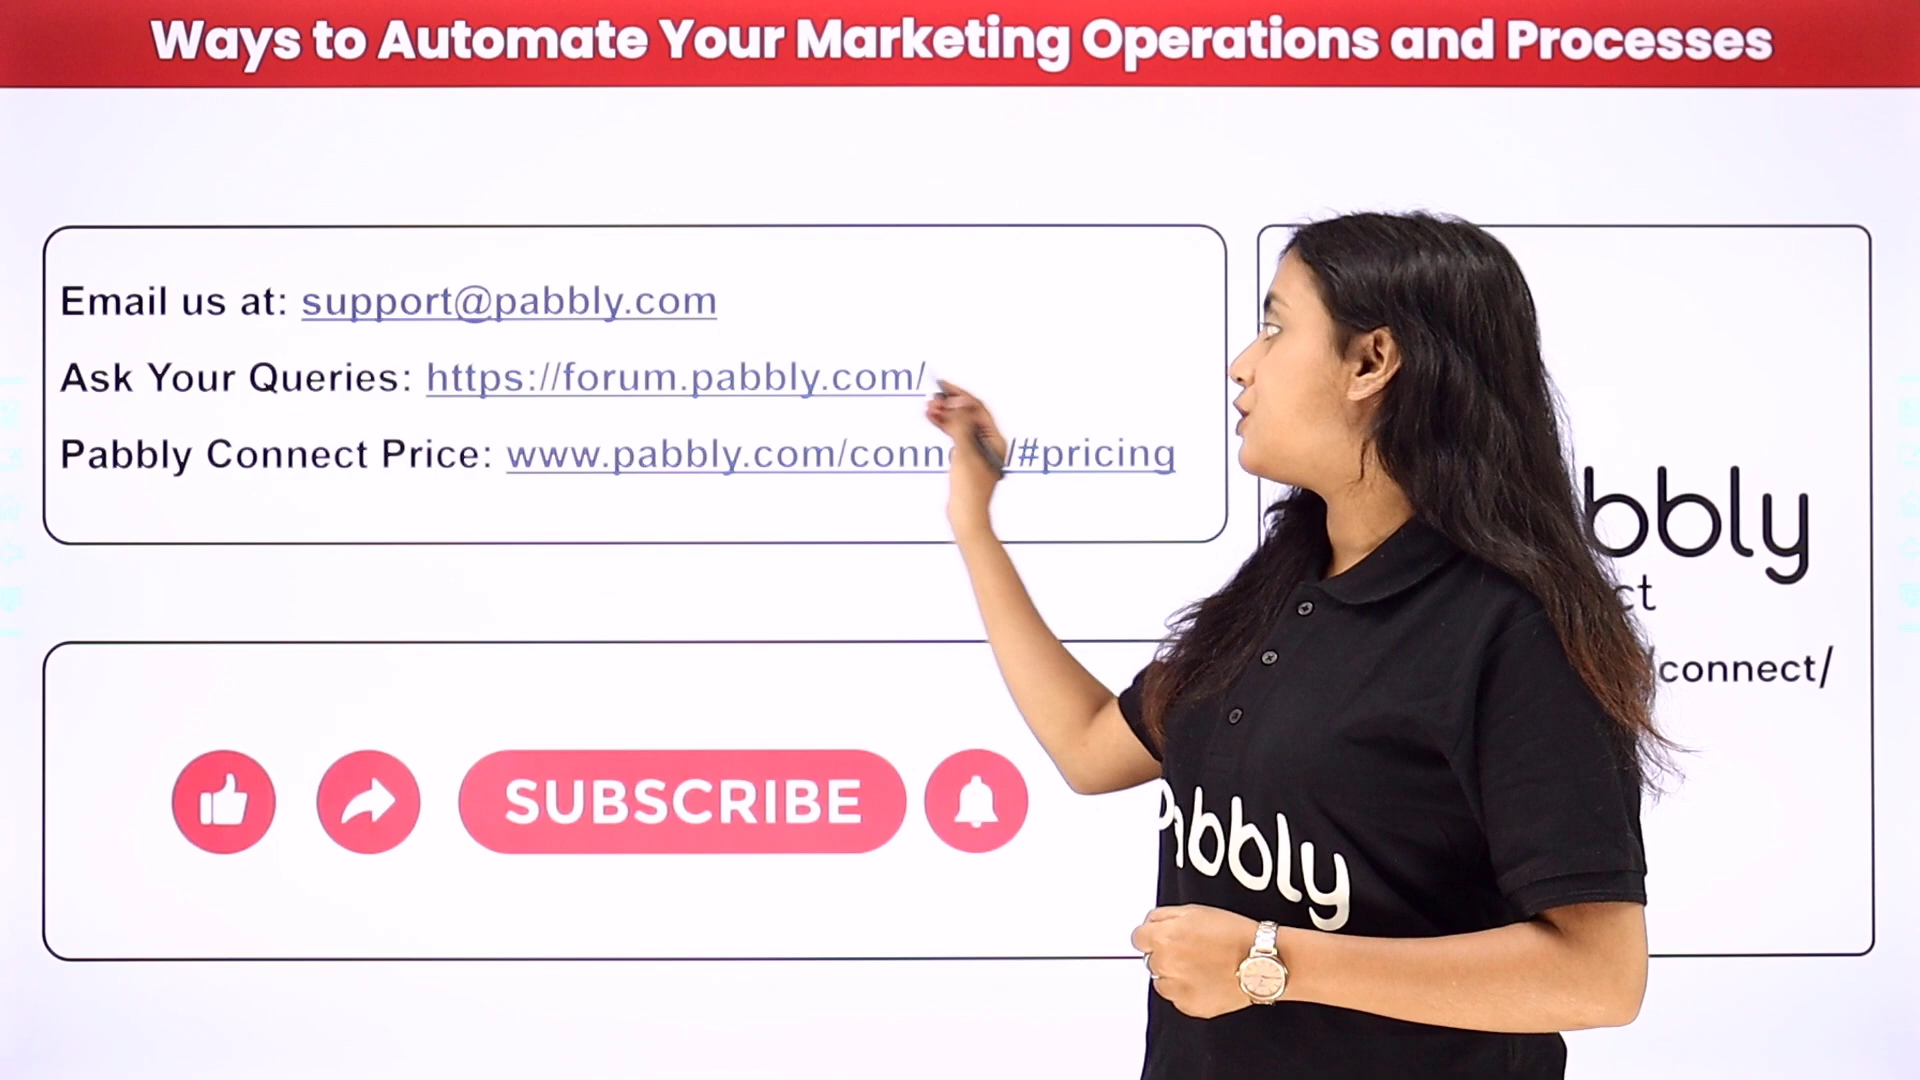 Ways to Automate Your Marketing Operations and Processes
Email us at: support@pabbly.com
Ask Your Queries: https://forum.pabbly.com/
Pabbly Connect Price: www.pabbly.com/conn /#pricing
bbly
ct
connect/
SUBSCRIBE
Pabbly